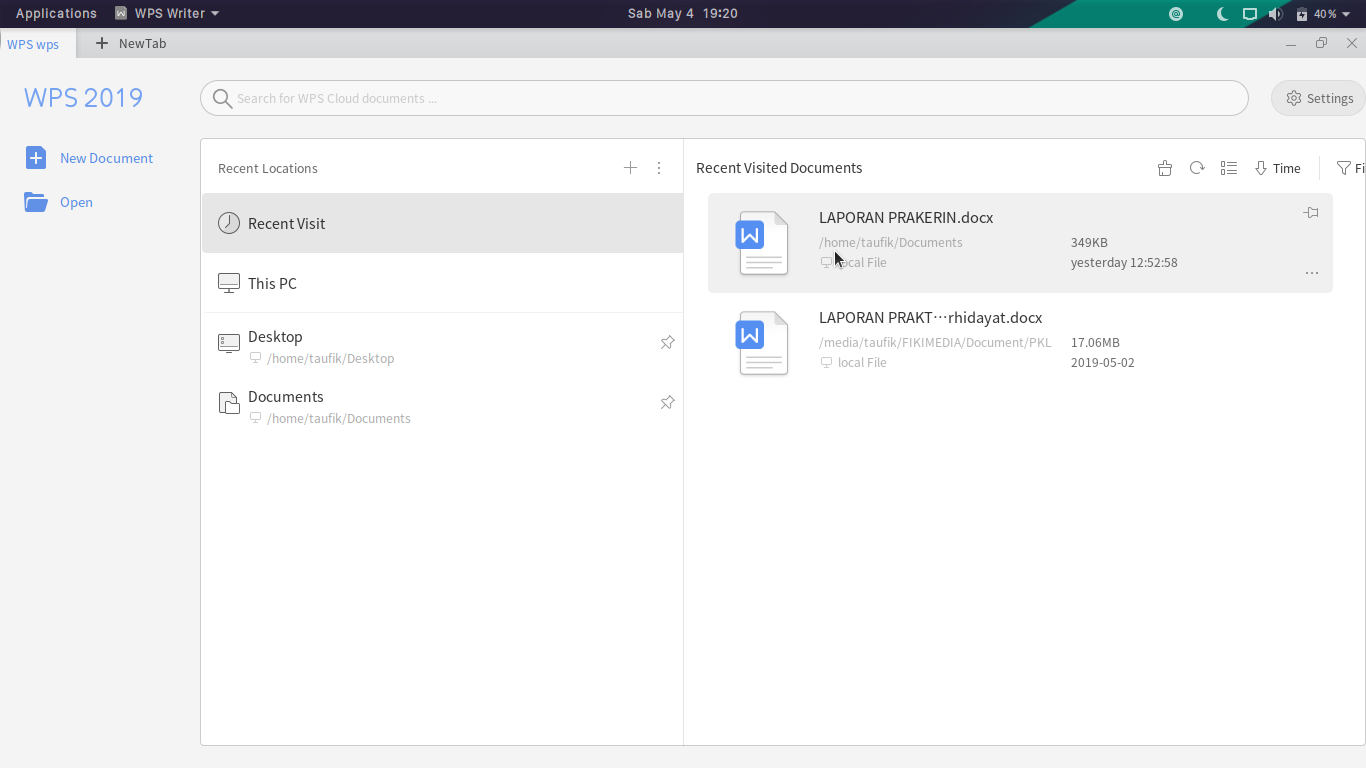 Applications WPS Writer Sab May 4 19:20 40%
WPS wps NewTab
WPS 2019
Search for WPS Cloud documents ...
Settings
New Document
Open
Recent Locations
Recent Visit
This PC
Desktop
/home/taufik/Desktop
Documents
/home/taufik/Documents
Recent Visited Documents Time Fi
LAPORAN PRAKERIN.docx
/home/taufik/Documents 349KB
local File yesterday 12:52:58
LAPORAN PRAKT···rhidayat.docx
/media/taufik/FIKIMEDIA/Document/PKL 17.06MB
local File 2019-05-02